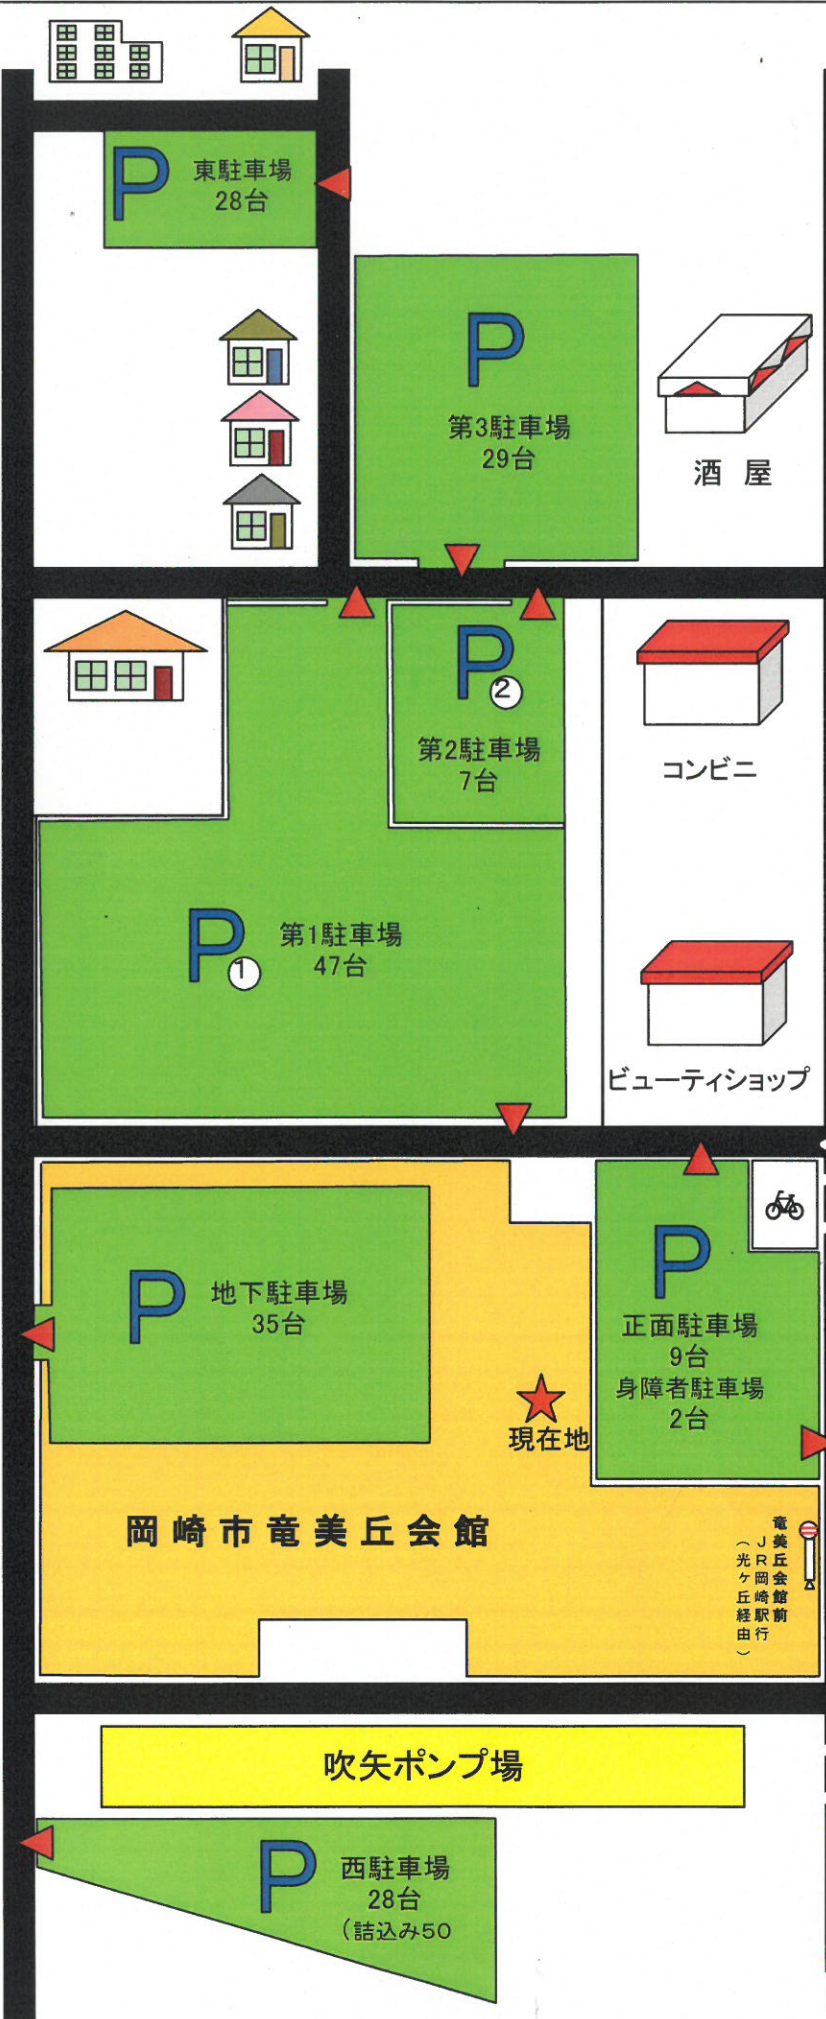 P 東駐車場
28台
P
第3駐車場
29台
酒 屋
P②
第2駐車場
7台
コンビニ
P① 第1駐車場
47台
ビューティショップ
P 地下駐車場
35台
P
正面駐車場
9台
身障者駐車場
2台
現在地
岡崎市竜美丘会館
竜美丘会館前
JR岡崎駅行
(光ケ丘経由)
吹矢ポンプ場
P 西駐車場
28台
(詰込み50